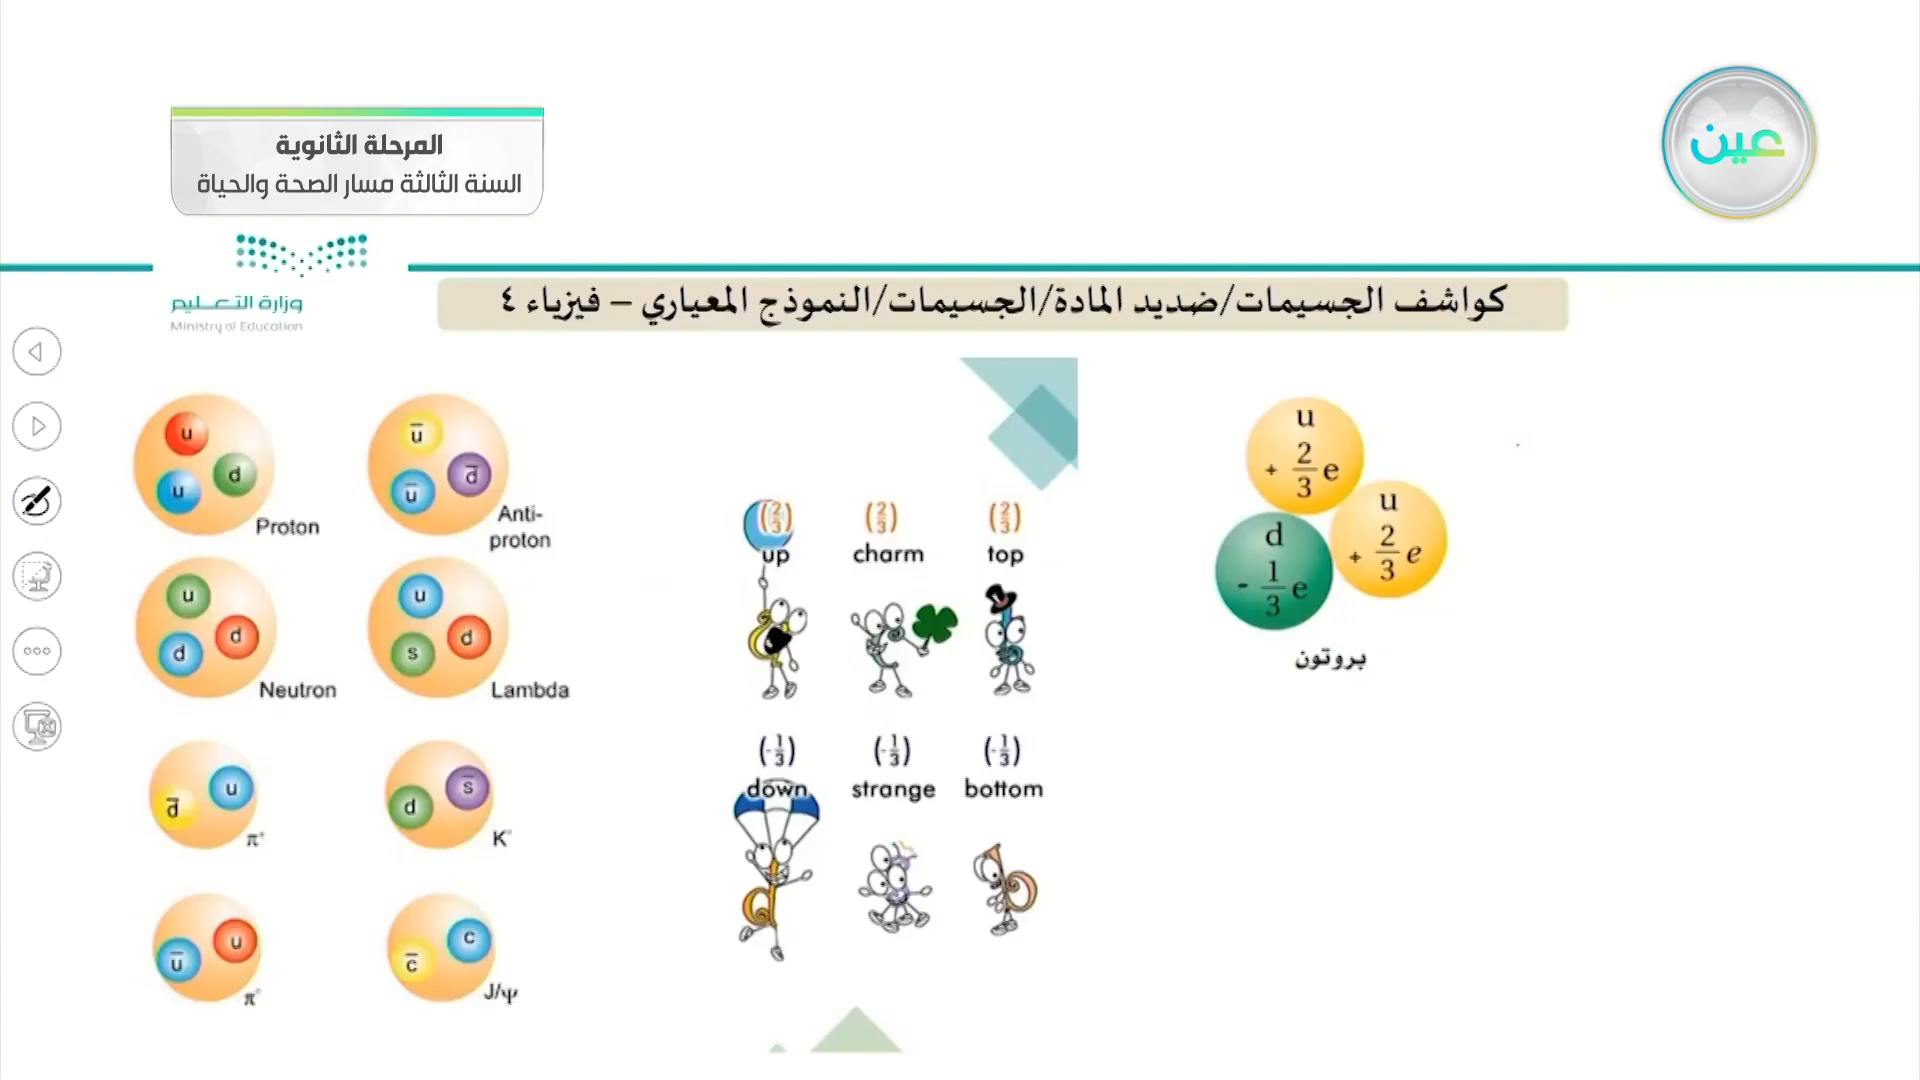 المرحلة الثانوية
السنة الثالثة مسار الصحة والحياة
عين
وزارة التعليم
Ministry of Education
كواشف الجسيمات/ضديد المادة/الجسيمات/النموذج المعياري – فيزياء ٤
u
d
u
Proton
ū
d̄
ū
Anti-
proton
u
d
d
Neutron
u
d
s
Lambda
d̄ u
π⁺
d s̄
K°
ū u
π°
c̄ c
J/ψ
(2/3) (2/3) (2/3)
up charm top
(-1/3) (-1/3) (-1/3)
down strange bottom
u
+ 2/3 e
u
+ 2/3 e
d
- 1/3 e
بروتون